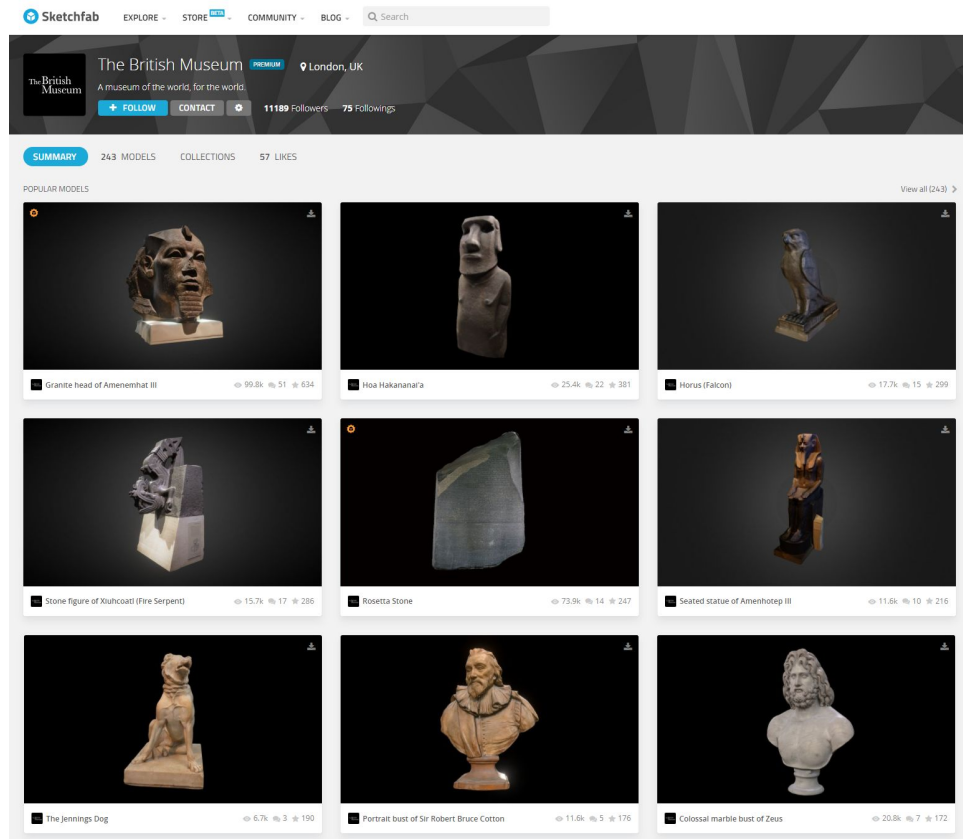 Sketchfab EXPLORE STORE BETA COMMUNITY BLOG Search
The British Museum
The British Museum PREMIUM London, UK
A museum of the world, for the world.
+ FOLLOW CONTACT 11189 Followers 75 Followings
SUMMARY 243 MODELS COLLECTIONS 57 LIKES
POPULAR MODELS View all (243)
Granite head of Amenemhat III 99.8k 51 634
Hoa Hakananai'a 25.4k 22 381
Horus (Falcon) 17.7k 15 299
Stone figure of Xiuhcoatl (Fire Serpent) 15.7k 17 286
Rosetta Stone 73.9k 14 247
Seated statue of Amenhotep III 11.6k 10 216
The Jennings Dog 6.7k 3 190
Portrait bust of Sir Robert Bruce Cotton 11.6k 5 176
Colossal marble bust of Zeus 20.8k 7 172